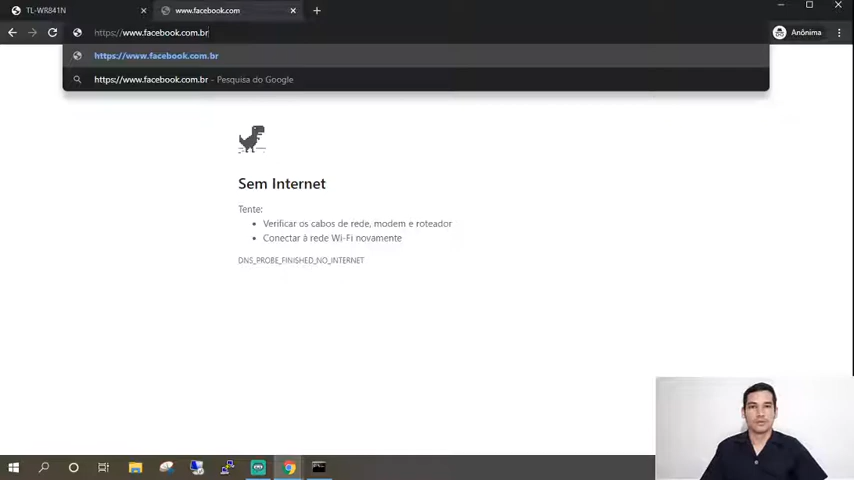 TL-WR841N
www.facebook.com
https://www.facebook.com.br
Anônima
https://www.facebook.com.br
https://www.facebook.com.br - Pesquisa do Google
Sem Internet
Tente:
• Verificar os cabos de rede, modem e roteador
• Conectar à rede Wi-Fi novamente
DNS_PROBE_FINISHED_NO_INTERNET